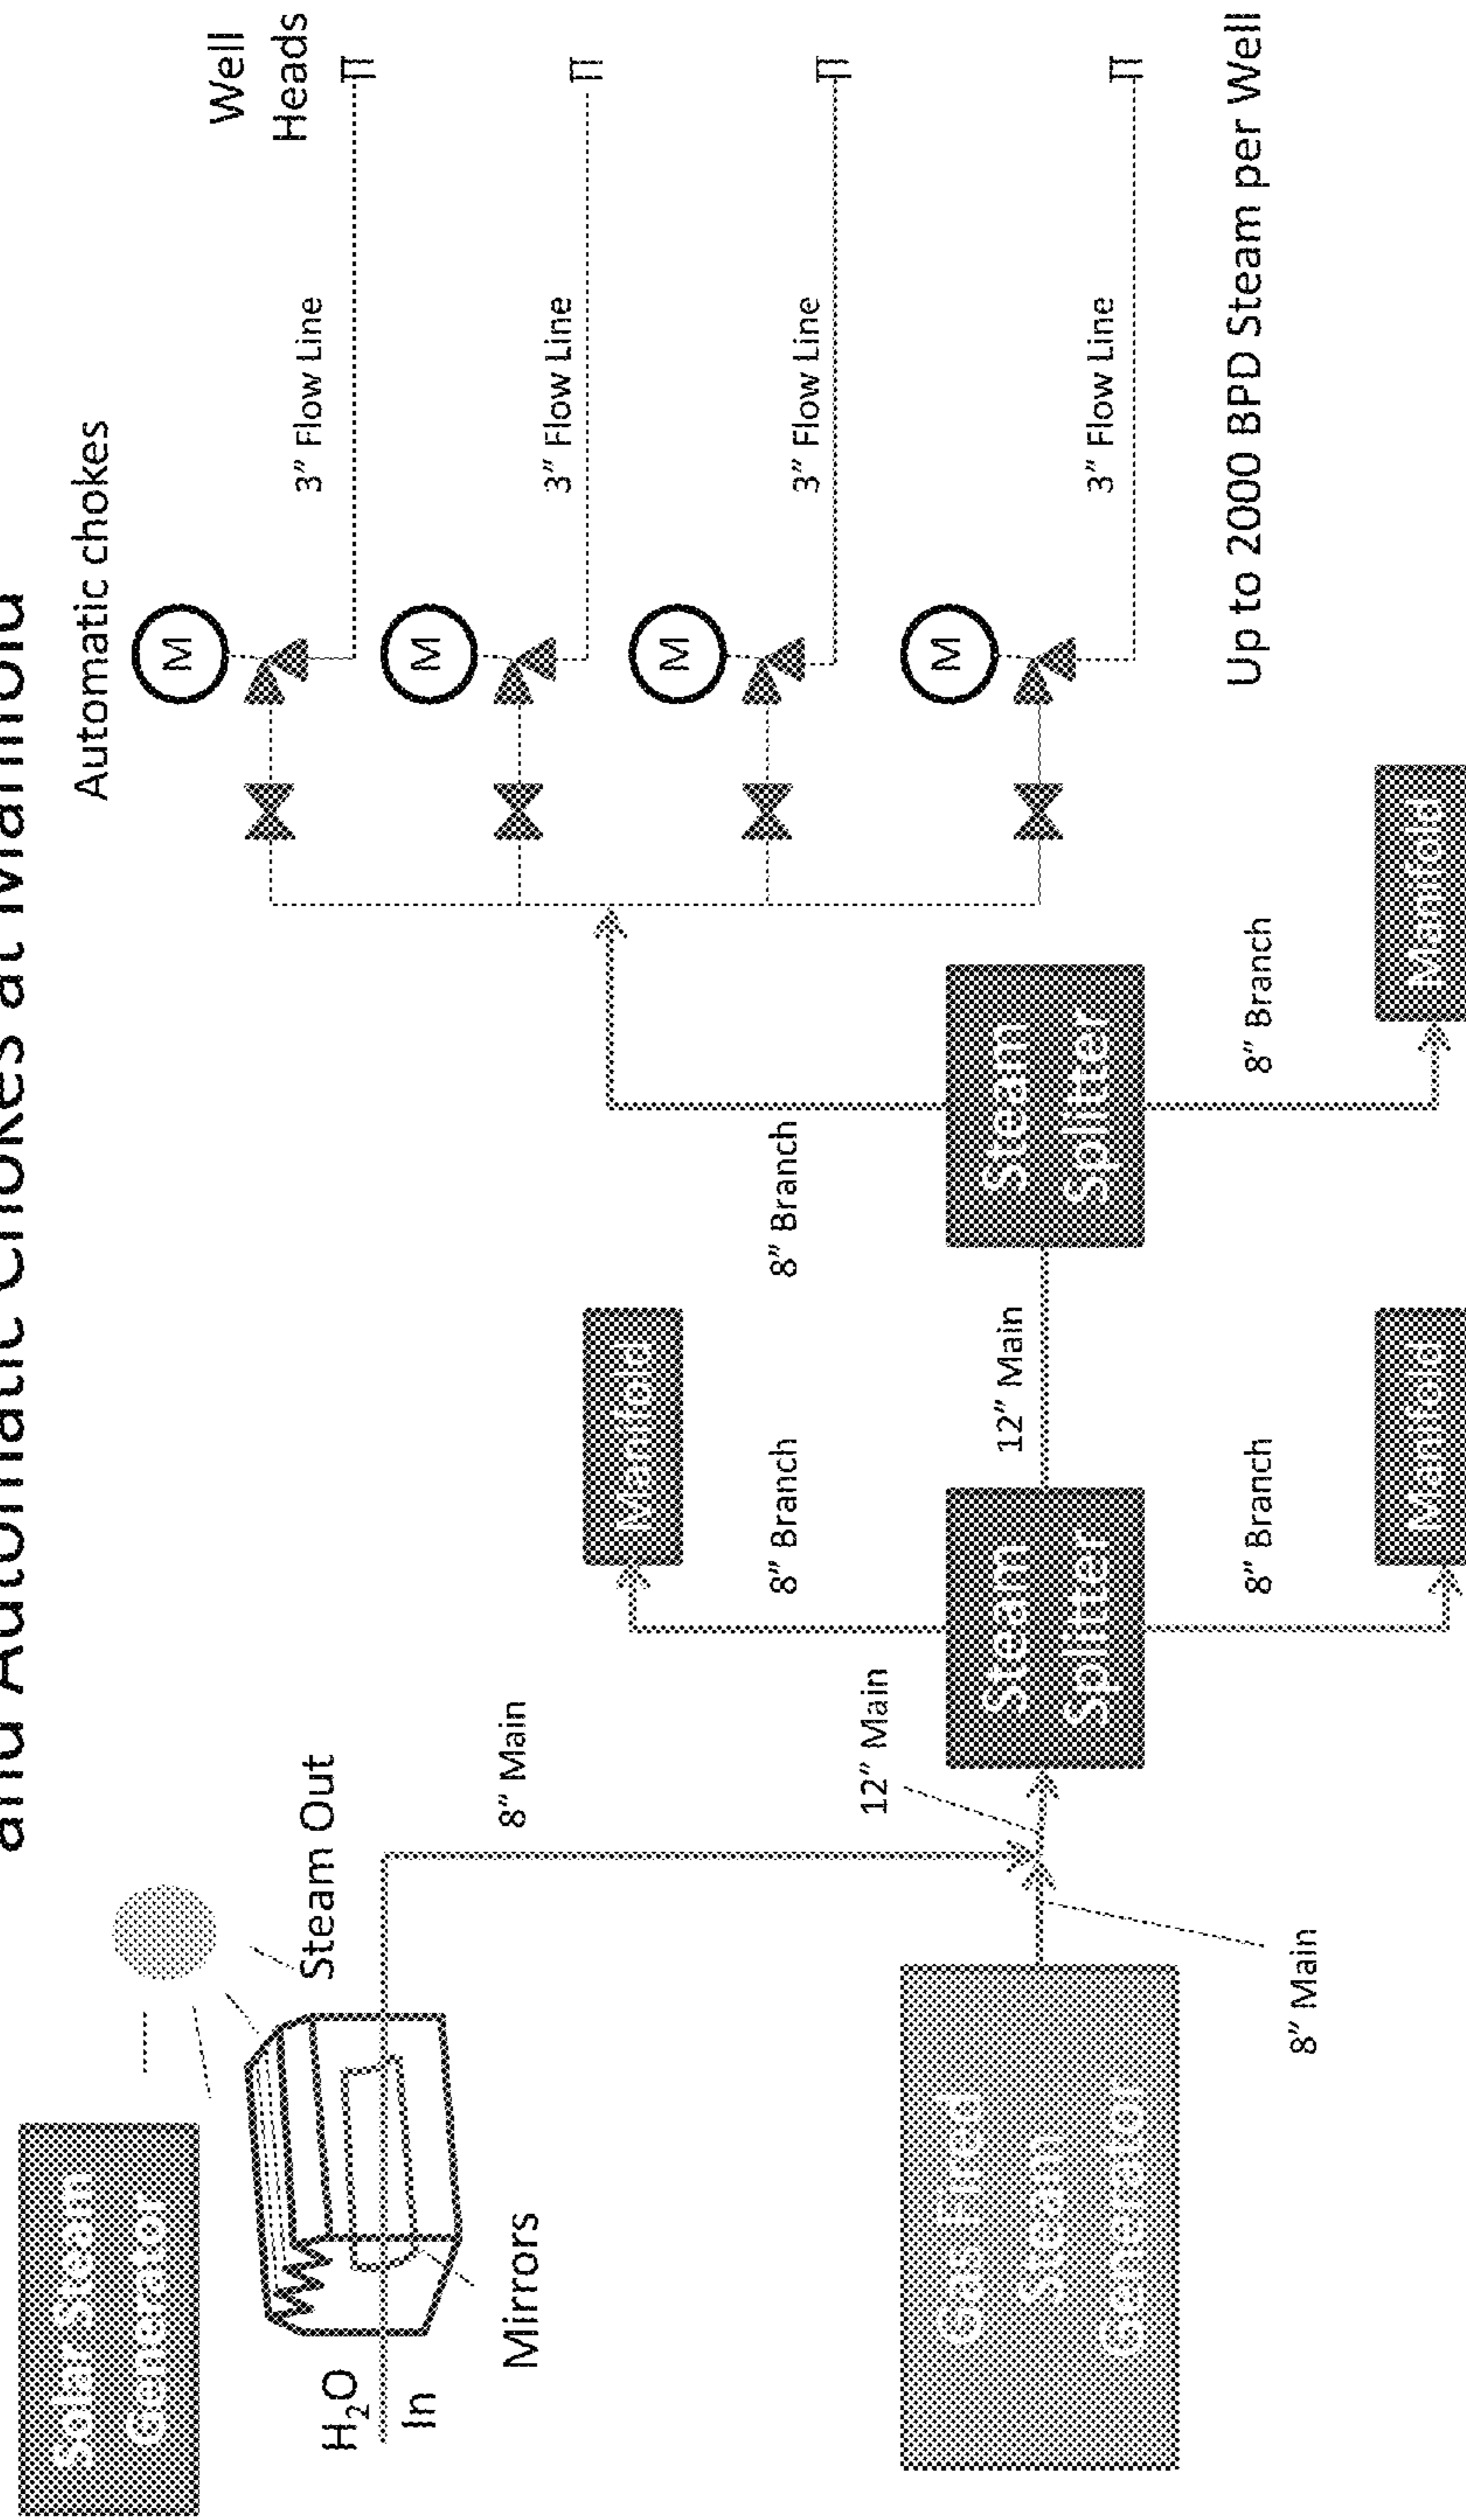 and Automatic Chokes at Manifold
Solar Steam
Generator
H₂O
In
Mirrors
Steam Out
8" Main
Gas Fired
Steam
Generator
8" Main
12" Main
Steam
Splitter
8" Branch
Manifold
8" Branch
Manifold
12" Main
Steam
Splitter
8" Branch
8" Branch
Manifold
Automatic chokes
M
M
M
M
3" Flow Line
3" Flow Line
3" Flow Line
3" Flow Line
Well
Heads
Up to 2000 BPD Steam per Well